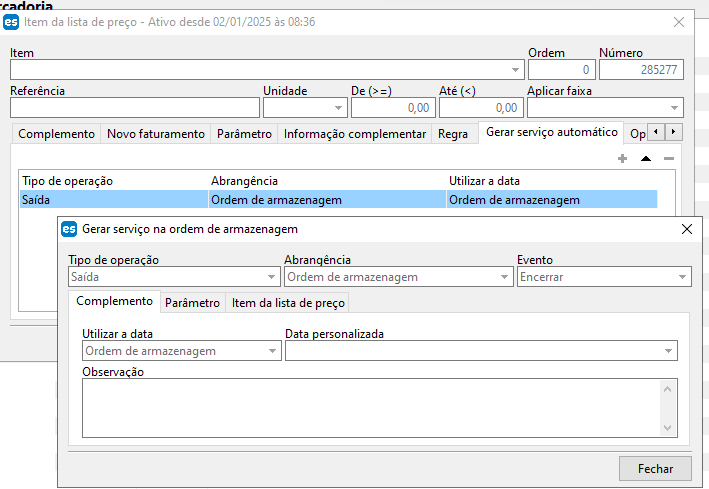 rcadoria
es Item da lista de preço - Ativo desde 02/01/2025 às 08:36
Item Ordem Número
0 285277
Referência Unidade De (>=) Até (<) Aplicar faixa
0,00 0,00
Complemento Novo faturamento Parâmetro Informação complementar Regra Gerar serviço automático Op
Tipo de operação Abrangência Utilizar a data
Saída Ordem de armazenagem Ordem de armazenagem
es Gerar serviço na ordem de armazenagem
Tipo de operação Abrangência Evento
Saída Ordem de armazenagem Encerrar
Complemento Parâmetro Item da lista de preço
Utilizar a data Data personalizada
Ordem de armazenagem
Observação
Fechar